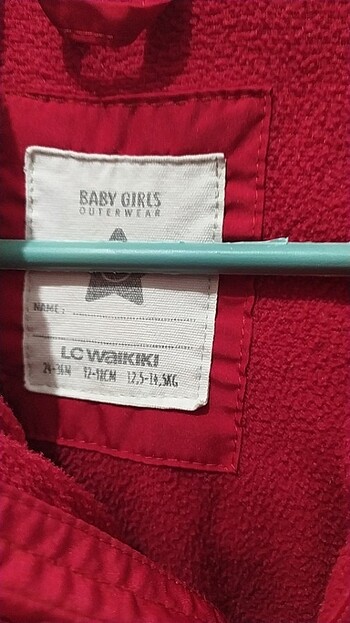 BABY GIRLS
OUTERWEAR
NAME:
LC WAIKIKI
24-36M 12,5-14,5KG